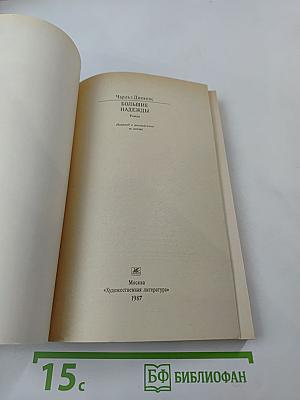 Чарльз Диккенс
БОЛЬШИЕ
НАДЕЖДЫ
Роман
Москва
«Художественная литература»
1987
15с
БФ БИБЛИОФАН